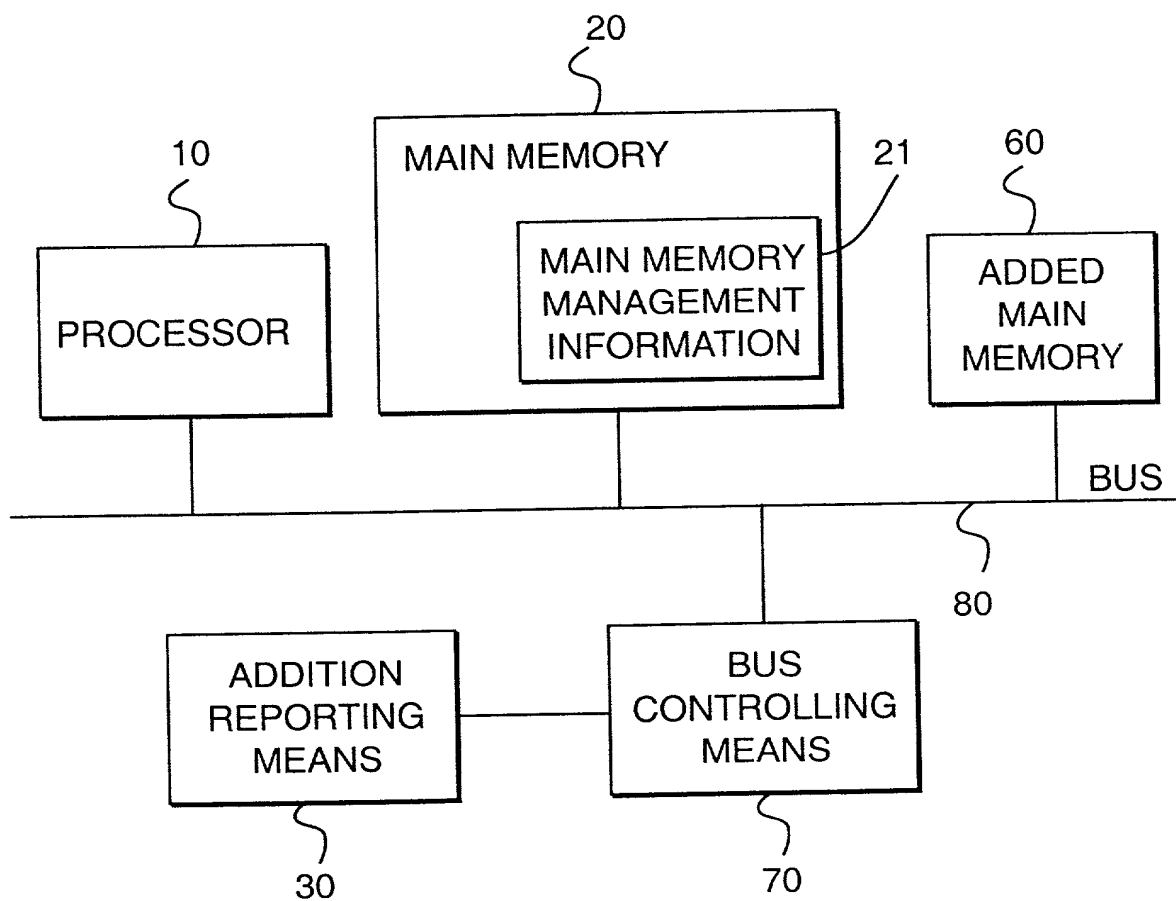 20
MAIN MEMORY
10
21
60
MAIN MEMORY
MANAGEMENT
INFORMATION
PROCESSOR
ADDED
MAIN
MEMORY
BUS
80
ADDITION
REPORTING
MEANS
BUS
CONTROLLING
MEANS
30
70